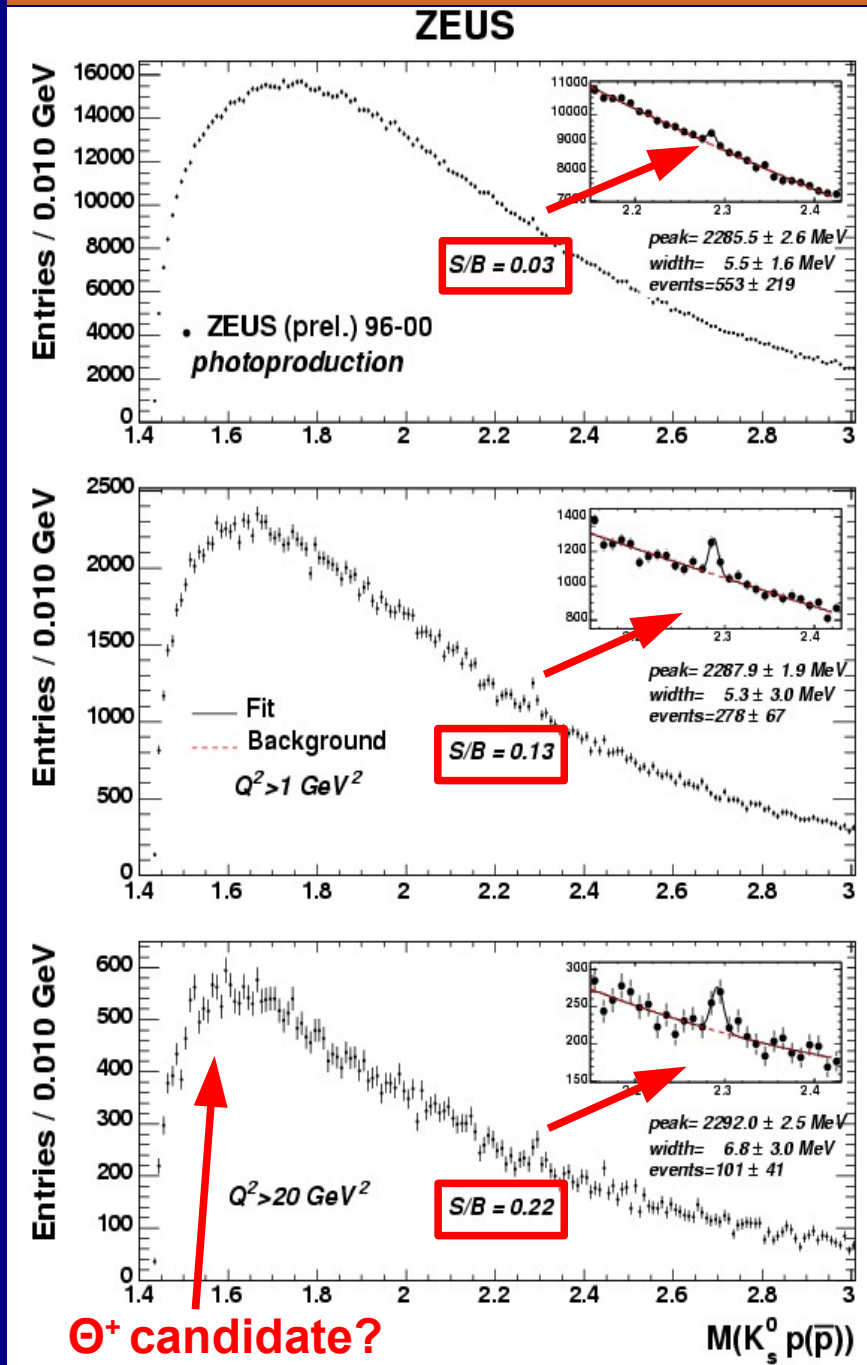 ZEUS
Entries / 0.010 GeV
16000
14000
12000
10000
8000
6000
4000
2000
0
11000
10000
9000
8000
7000
2.2
2.3
2.4
peak= 2285.5 ± 2.6 MeV
width= 5.5 ± 1.6 MeV
events=553 ± 219
S/B = 0.03
ZEUS (prel.) 96-00
photoproduction
1.4 1.6 1.8 2 2.2 2.4 2.6 2.8 3
Entries / 0.010 GeV
2500
2000
1500
1000
500
0
1400
1200
1000
800
2.2
2.3
2.4
peak= 2287.9 ± 1.9 MeV
width= 5.3 ± 3.0 MeV
events=278 ± 67
Fit
Background
S/B = 0.13
Q²>1 GeV²
1.4 1.6 1.8 2 2.2 2.4 2.6 2.8 3
Entries / 0.010 GeV
600
500
400
300
200
100
0
300
250
200
150
2.2
2.3
2.4
peak= 2292.0 ± 2.5 MeV
width= 6.8 ± 3.0 MeV
events=101 ± 41
Q²>20 GeV²
S/B = 0.22
1.4 1.6 1.8 2 2.2 2.4 2.6 2.8 3
Θ⁺ candidate?
M(K⁰ₛ p(p̅))